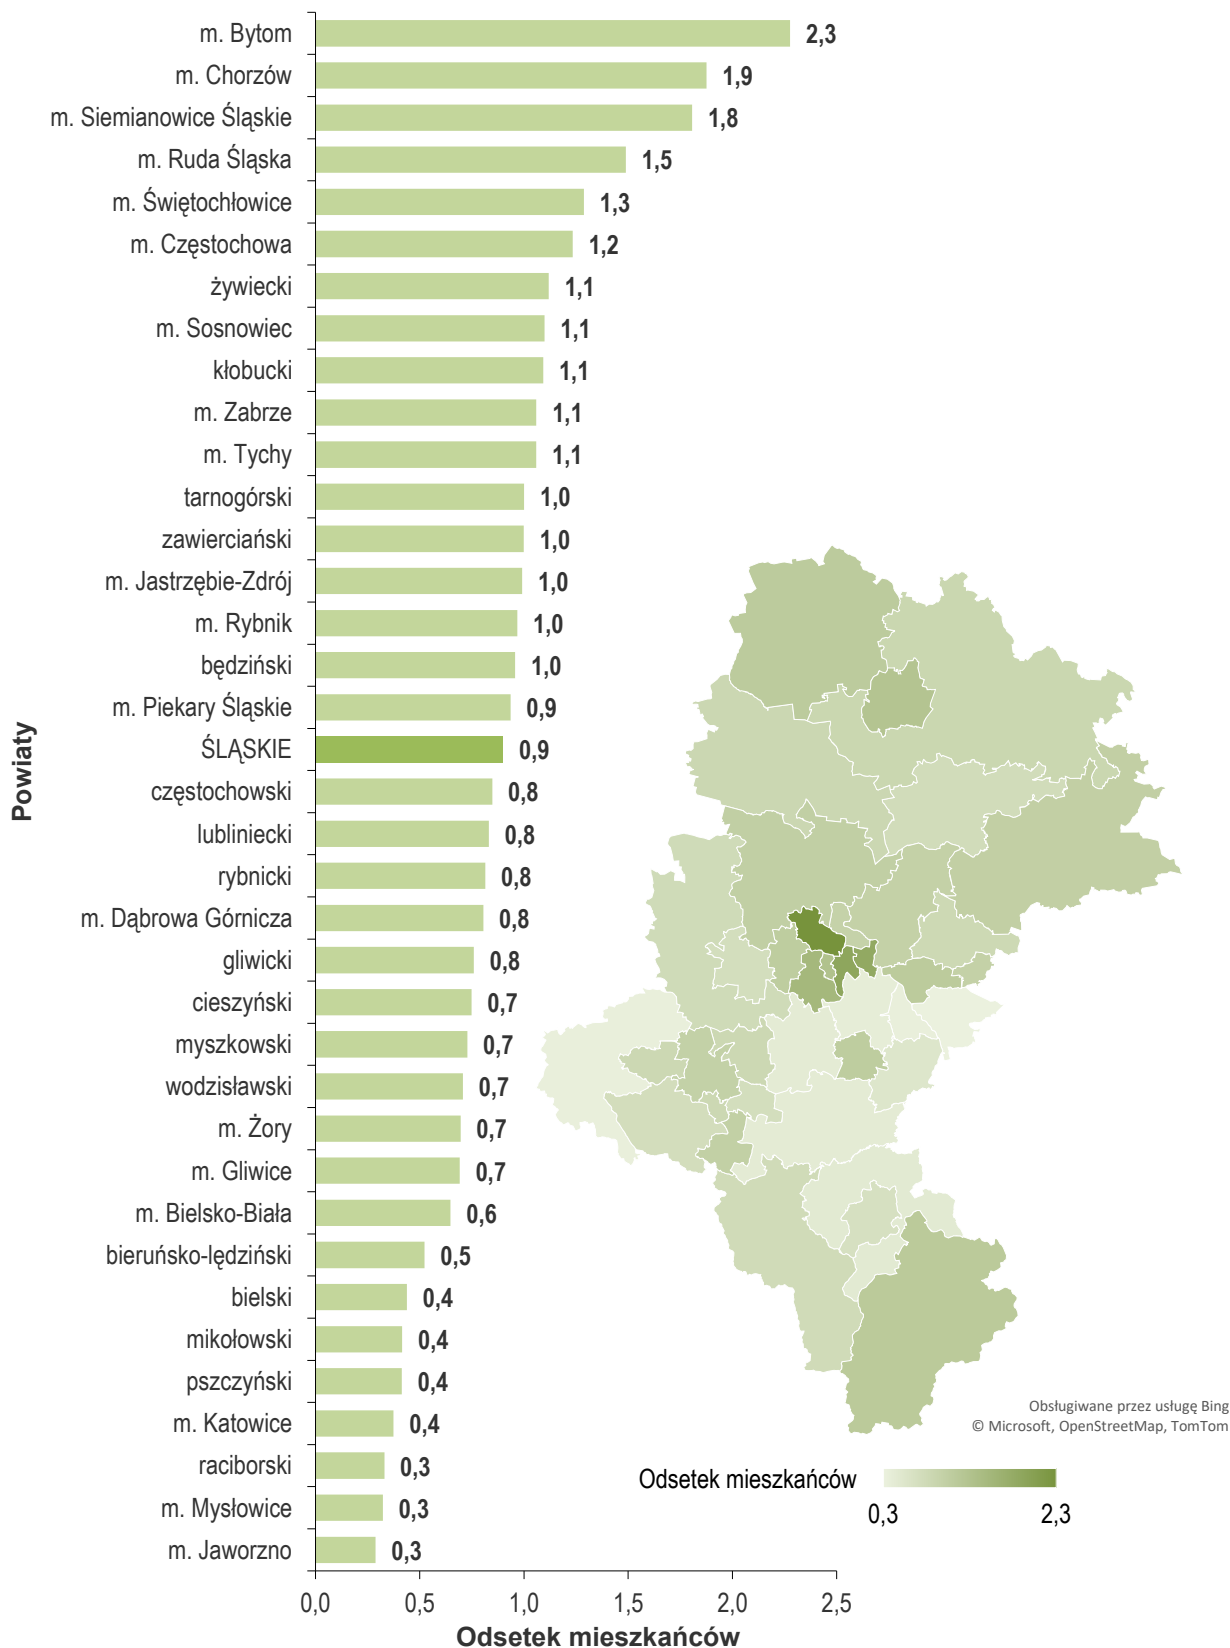 m. Bytom 2,3
m. Chorzów 1,9
m. Siemianowice Śląskie 1,8
m. Ruda Śląska 1,5
m. Świętochłowice 1,3
m. Częstochowa 1,2
żywiecki 1,1
m. Sosnowiec 1,1
kłobucki 1,1
m. Zabrze 1,1
m. Tychy 1,1
tarnogórski 1,0
zawierciański 1,0
m. Jastrzębie-Zdrój 1,0
m. Rybnik 1,0
będziński 1,0
m. Piekary Śląskie 0,9
ŚLĄSKIE 0,9
częstochowski 0,8
lubliniecki 0,8
rybnicki 0,8
m. Dąbrowa Górnicza 0,8
gliwicki 0,8
cieszyński 0,7
myszkowski 0,7
wodzisławski 0,7
m. Żory 0,7
m. Gliwice 0,7
m. Bielsko-Biała 0,6
bieruńsko-lędziński 0,5
bielski 0,4
mikołowski 0,4
pszczyński 0,4
m. Katowice 0,4
raciborski 0,3
m. Mysłowice 0,3
m. Jaworzno 0,3
Powiaty
0,0 0,5 1,0 1,5 2,0 2,5
Odsetek mieszkańców
Obsługiwane przez usługę Bing
© Microsoft, OpenStreetMap, TomTom
Odsetek mieszkańców
0,3 2,3